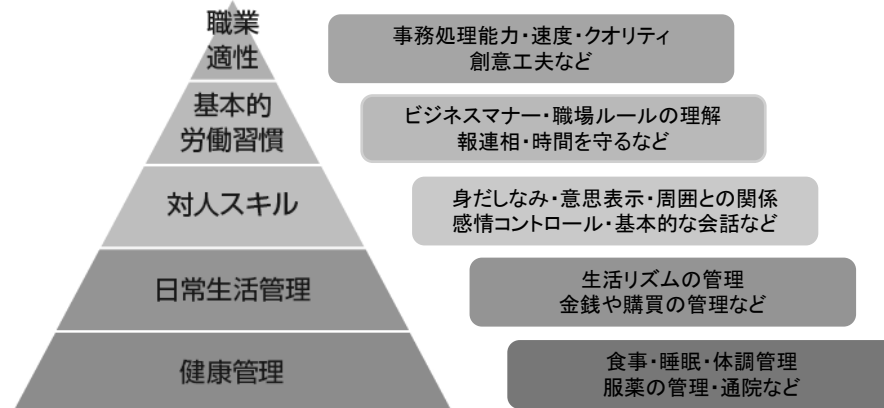 職業
適性
事務処理能力・速度・クオリティ
創意工夫など
基本的
労働習慣
ビジネスマナー・職場ルールの理解
報連相・時間を守るなど
対人スキル
身だしなみ・意思表示・周囲との関係
感情コントロール・基本的な会話など
日常生活管理
生活リズムの管理
金銭や購買の管理など
健康管理
食事・睡眠・体調管理
服薬の管理・通院など